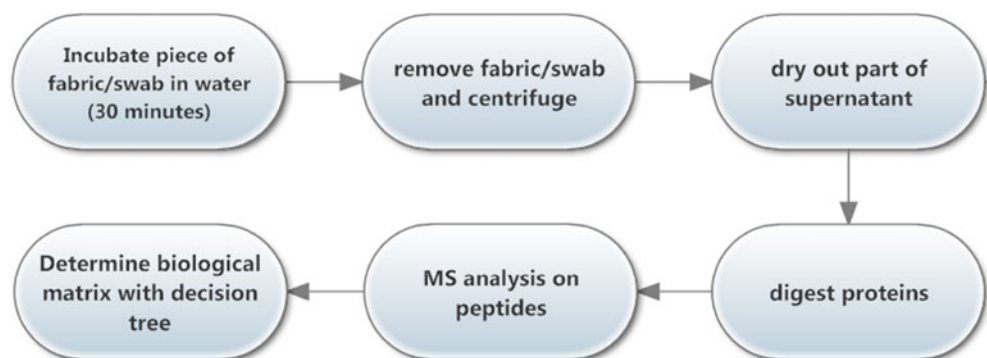 Incubate piece of
fabric/swab in water
(30 minutes)
remove fabric/swab
and centrifuge
dry out part of
supernatant
digest proteins
MS analysis on
peptides
Determine biological
matrix with decision
tree